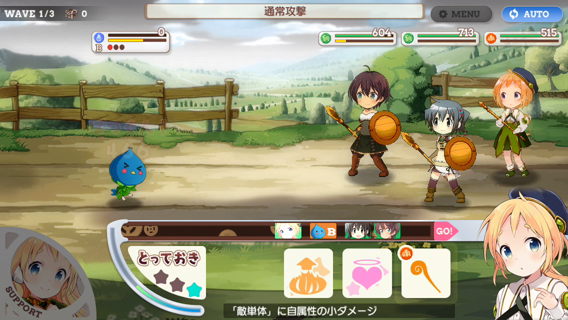 WAVE 1/3 0
通常攻撃
MENU
AUTO
0
B
604
713
515
B
GO!
とっておき
SUPPORT
「敵単体」に自属性の小ダメージ